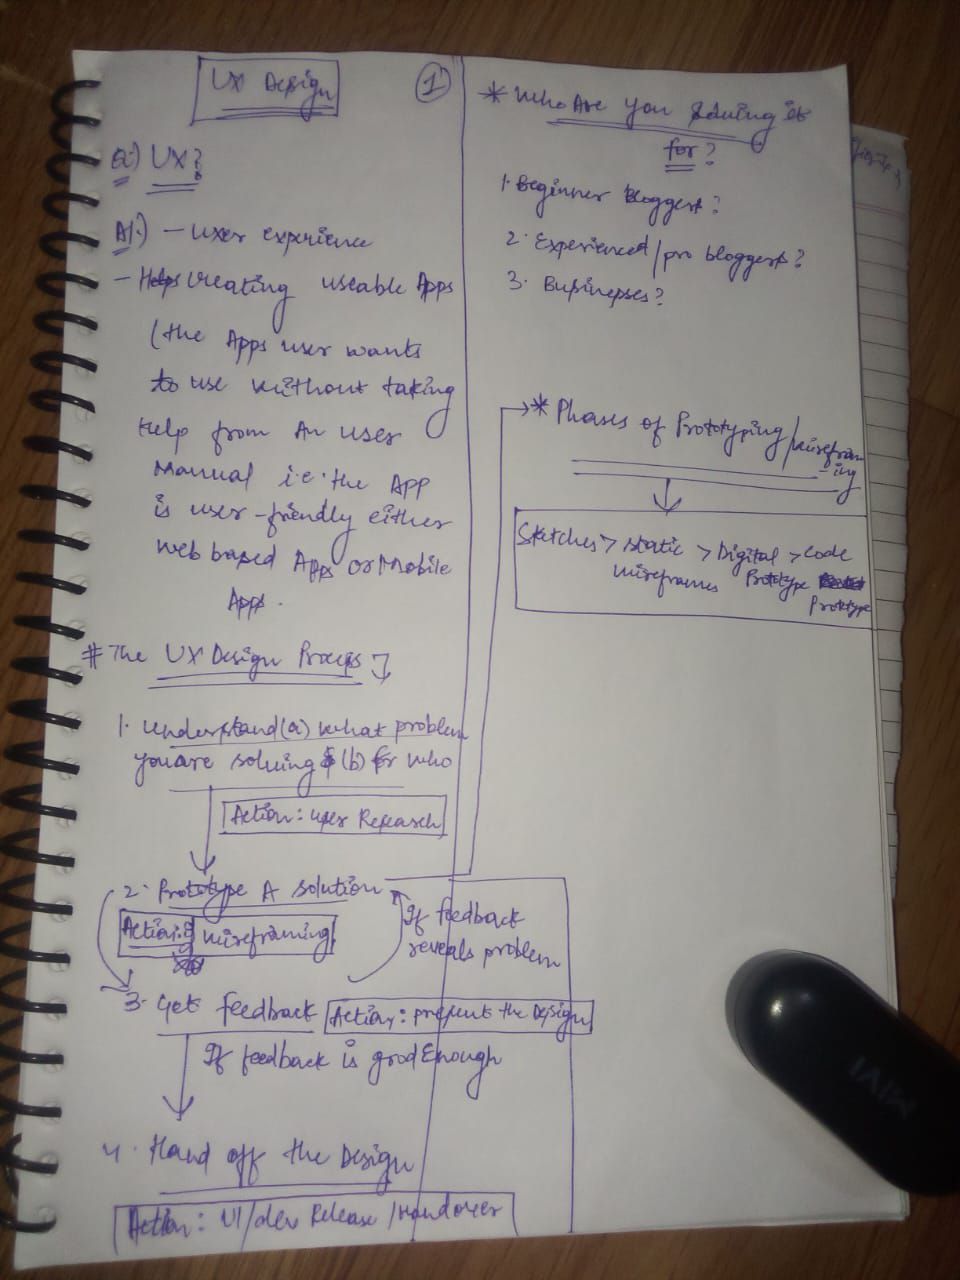 UX Design
1
Q.) UX?
A1.) - User experience
- Helps Creating useable Apps
(the Apps user wants
to use without taking
help from An user
Manual i.e. the APP
is user-friendly either
Web based Apps or Mobile
Apps.
# The UX Design Process
1. Understand (a) what problem
you are solving & (b) for who
Action: User Research
2. Prototype A solution
Action: wireframing
If feedback
reveals problem
3. Get feedback
Action: present the Design
If feedback is good Enough
4. Hand off the Design
Action: UI/dev Release/Handover
* Who Are you solving it
for?
1. Beginner bloggers?
2. Experienced/pro bloggers?
3. Businesses?
* Phases of Prototyping/wirefram
-ing
Sketches > static > Digital > code
wireframes Prototype
Prototype
MIVI